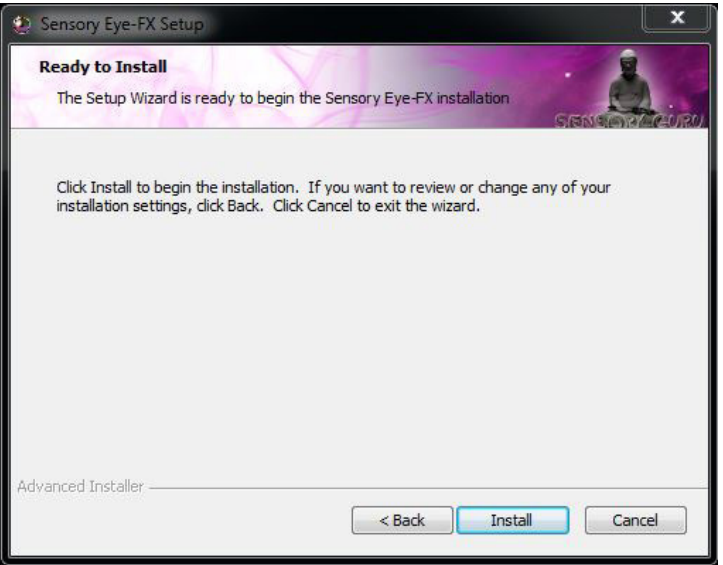 Sensory Eye-FX Setup
x
Ready to Install
The Setup Wizard is ready to begin the Sensory Eye-FX installation
SENSORY GURU
Click Install to begin the installation. If you want to review or change any of your
installation settings, click Back. Click Cancel to exit the wizard.
Advanced Installer
< Back Install Cancel